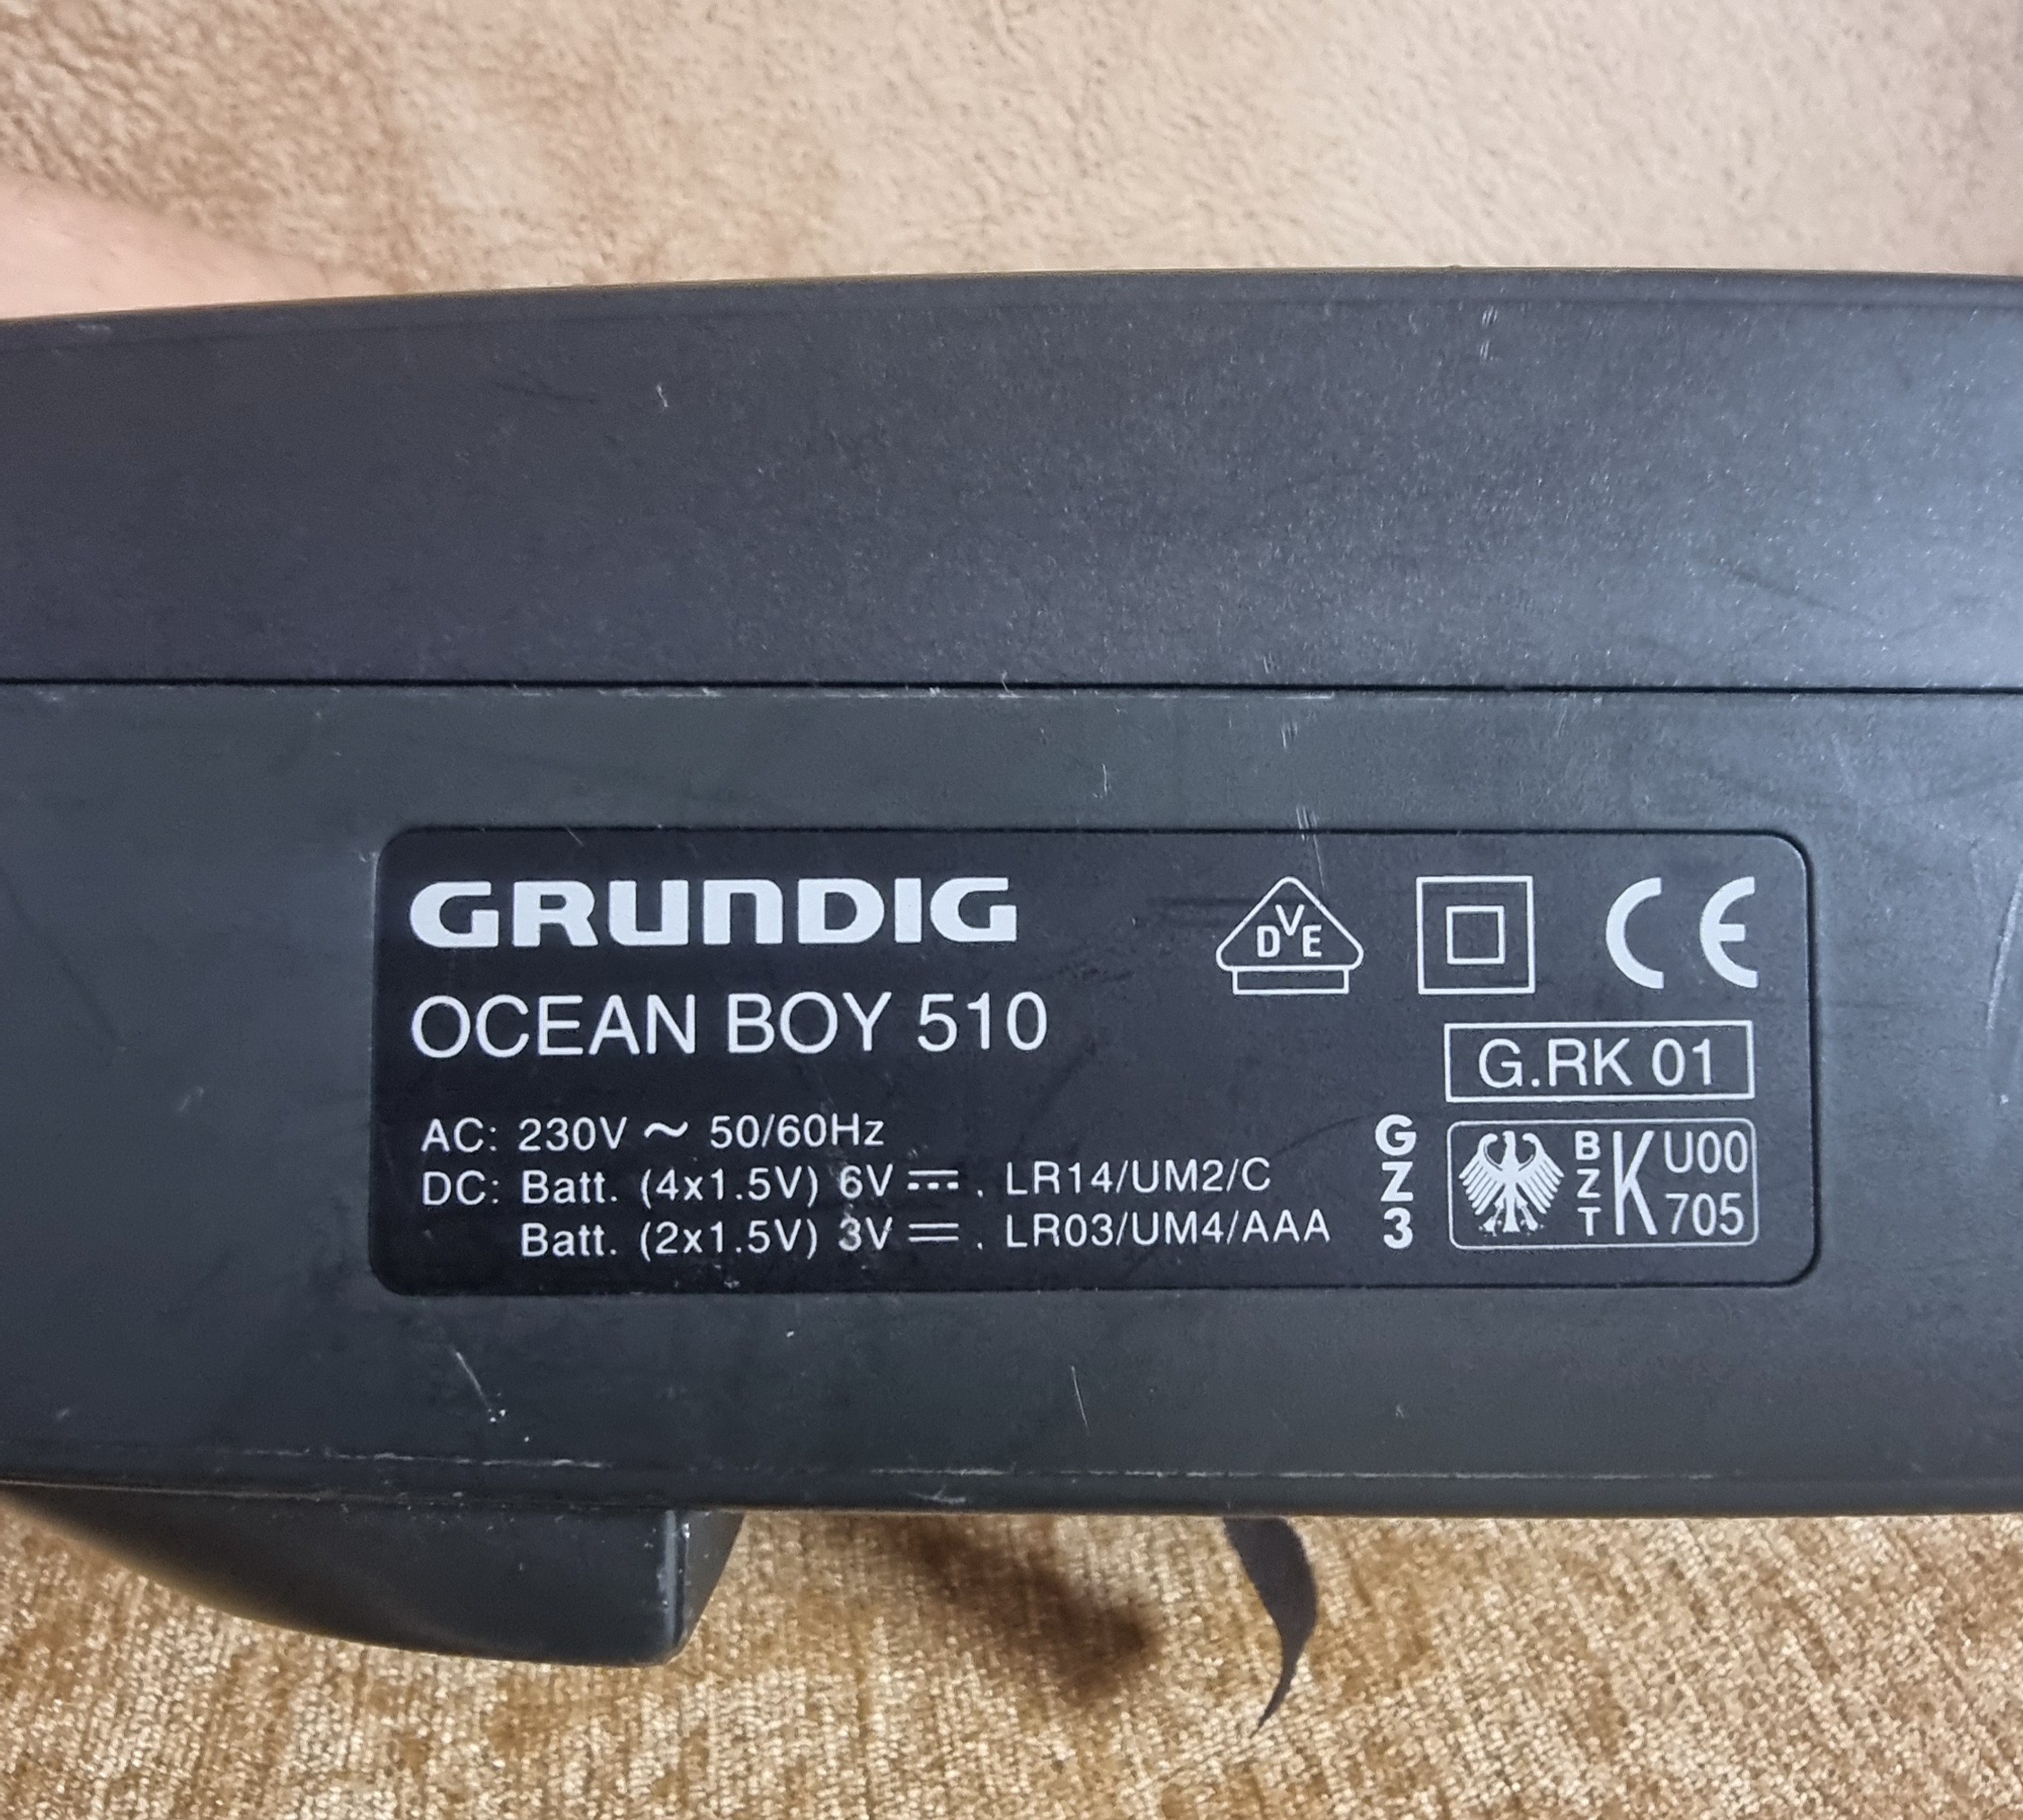 GRUNDIG
OCEAN BOY 510
AC: 230V ~ 50/60Hz
DC: Batt. (4x1.5V) 6V ⎓ . LR14/UM2/C
Batt. (2x1.5V) 3V ⎓ . LR03/UM4/AAA
DVE
CE
G.RK 01
GZ3
BZT K U00 705